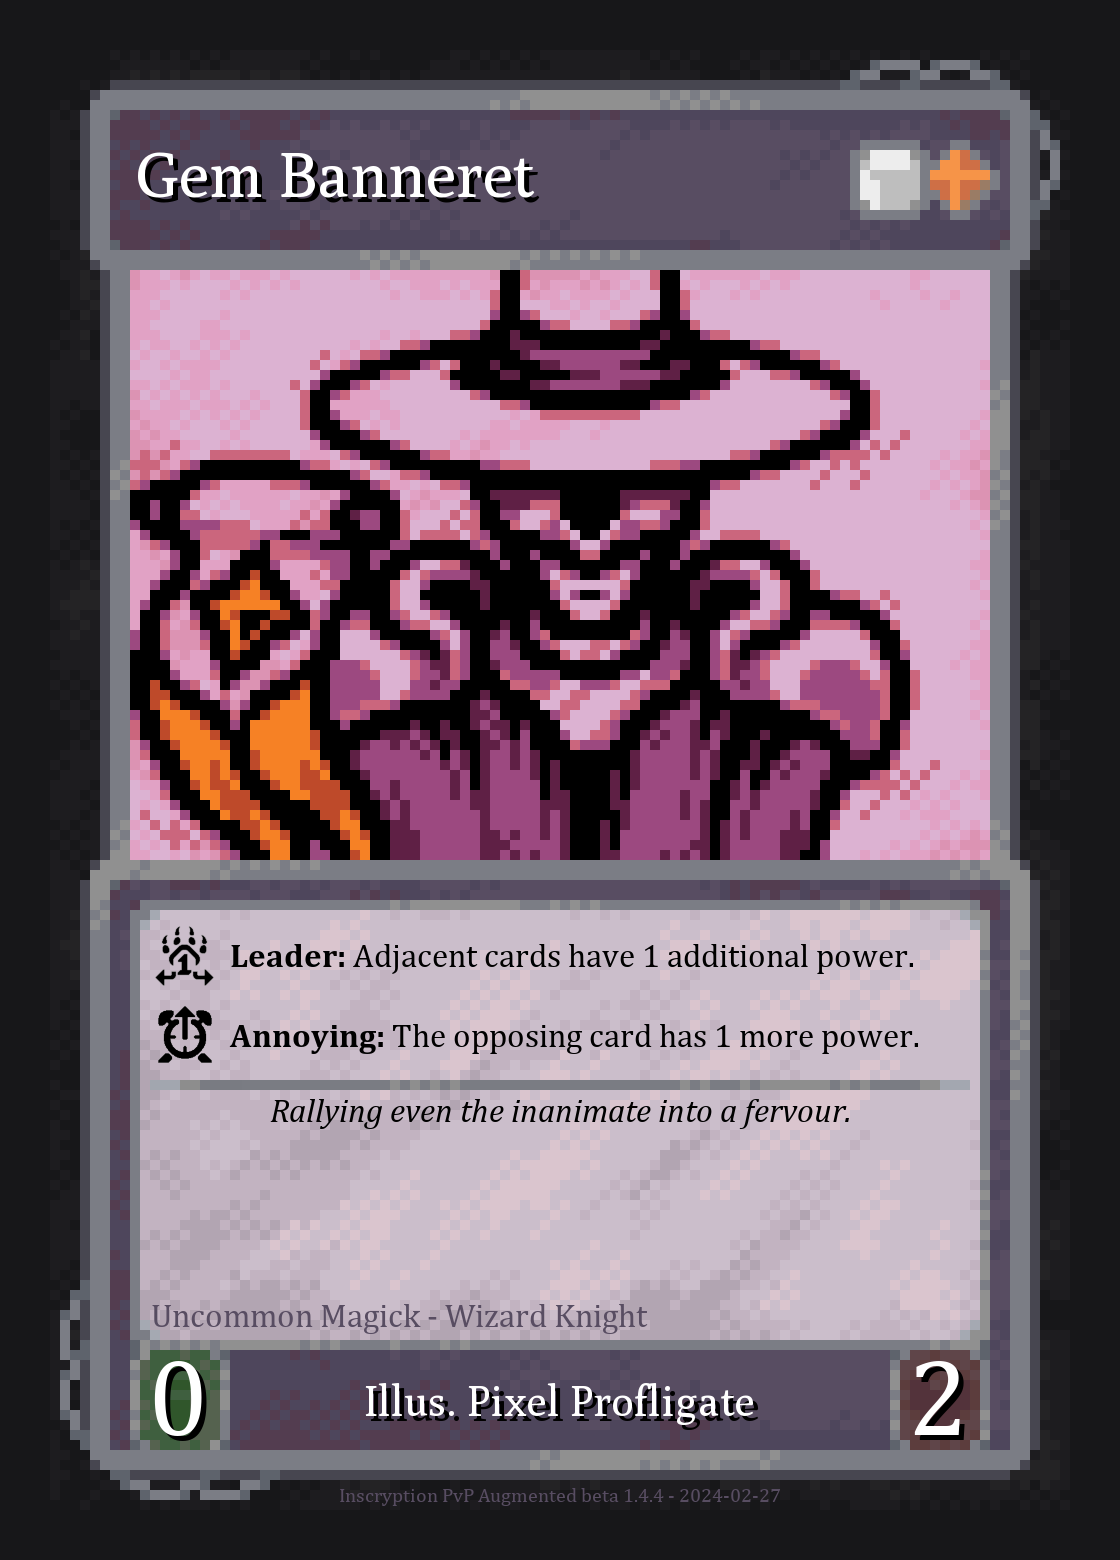 Gem Banneret
Leader: Adjacent cards have 1 additional power.
Annoying: The opposing card has 1 more power.
Rallying even the inanimate into a fervour.
Uncommon Magick - Wizard Knight
0
Illus. Pixel Profligate
2
Inscryption PvP Augmented beta 1.4.4 - 2024-02-27